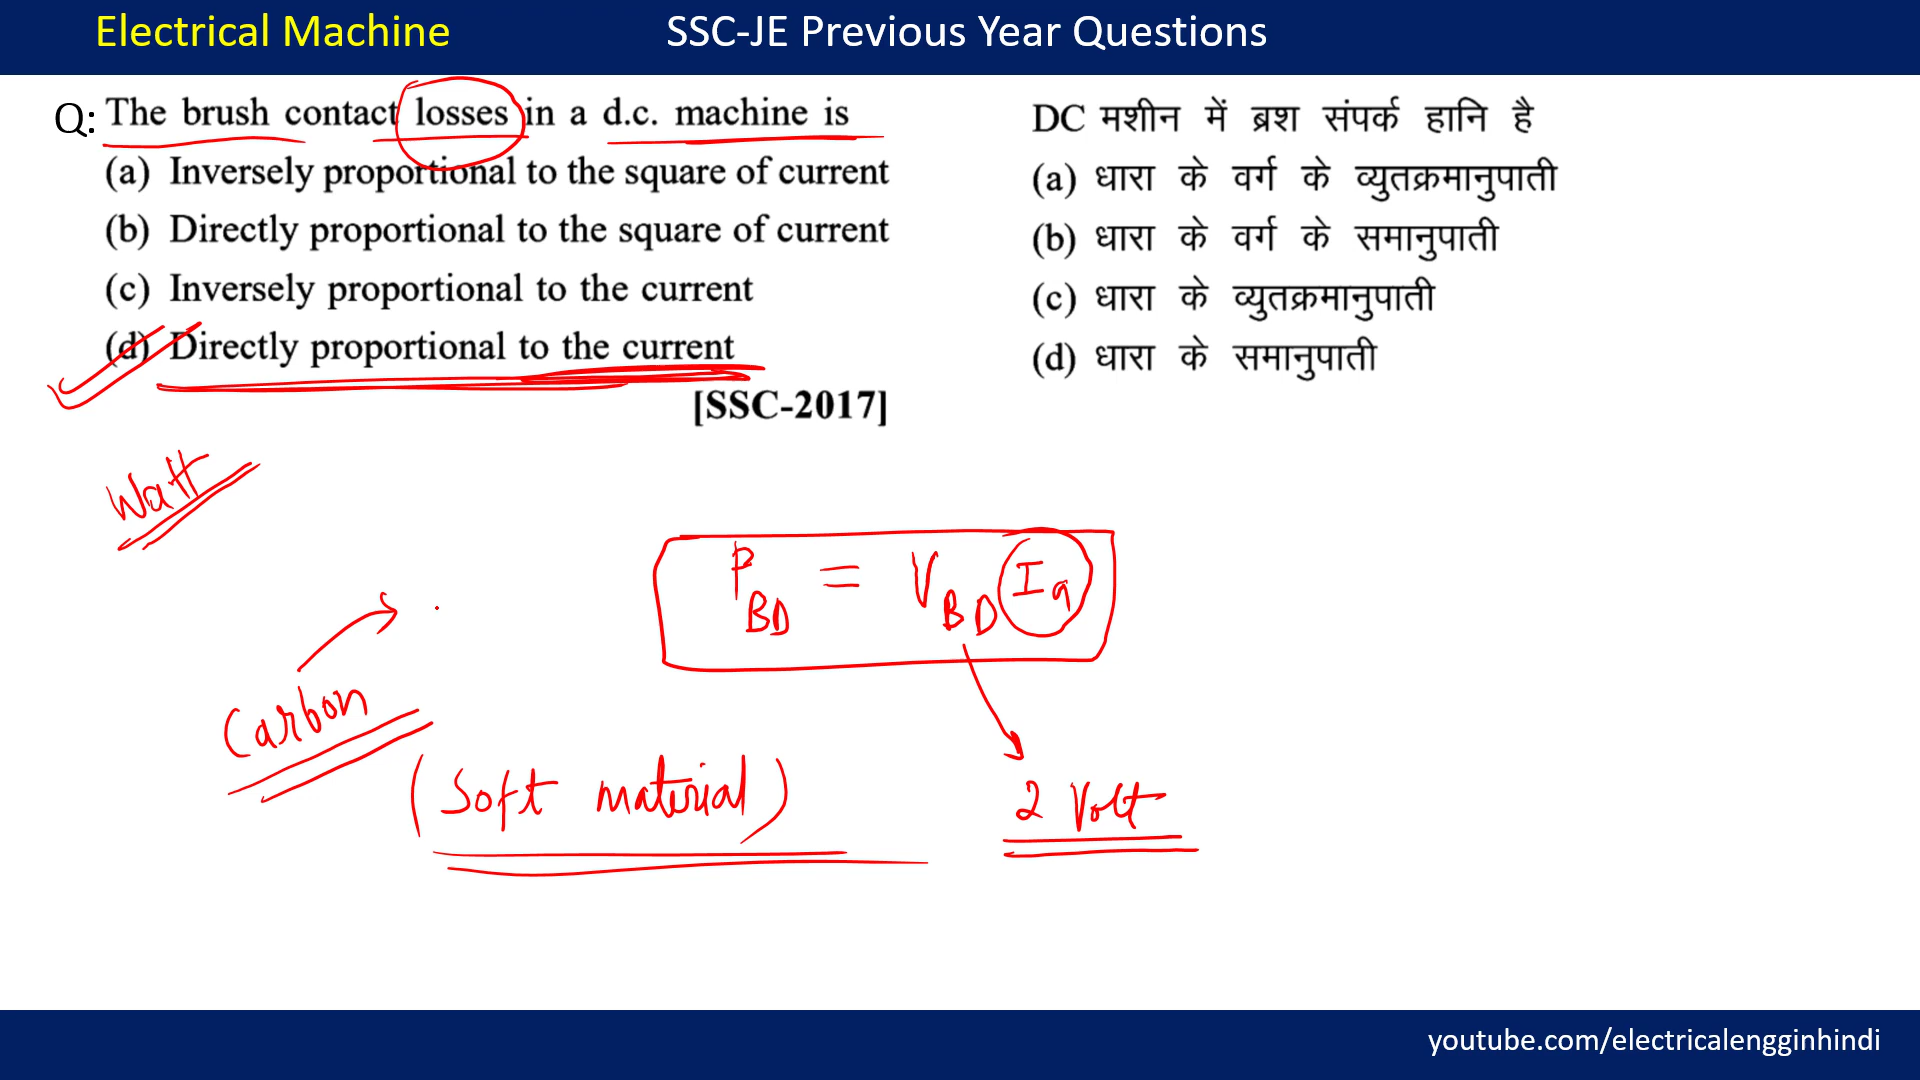 Electrical Machine
SSC-JE Previous Year Questions
Q: The brush contact losses in a d.c. machine is
(a) Inversely proportional to the square of current
(b) Directly proportional to the square of current
(c) Inversely proportional to the current
(d) Directly proportional to the current
[SSC-2017]
DC मशीन में ब्रश संपर्क हानि है
(a) धारा के वर्ग के व्युतक्रमानुपाती
(b) धारा के वर्ग के समानुपाती
(c) धारा के व्युतक्रमानुपाती
(d) धारा के समानुपाती
Watt
P_BD = V_BD I_a
Carbon
(Soft material)
2 Volt
youtube.com/electricalengginhindi